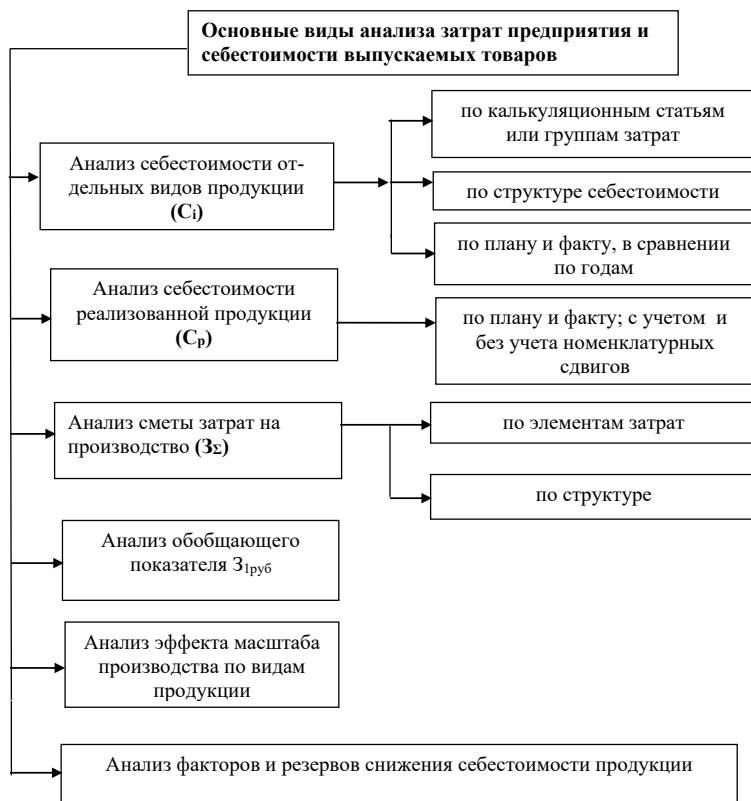 Основные виды анализа затрат предприятия и
себестоимости выпускаемых товаров
Анализ себестоимости от-
дельных видов продукции
(Ci)
по калькуляционным статьям
или группам затрат
по структуре себестоимости
по плану и факту, в сравнении
по годам
Анализ себестоимости
реализованной продукции
(Cр)
по плану и факту; с учетом и
без учета номенклатурных
сдвигов
Анализ сметы затрат на
производство (ЗΣ)
по элементам затрат
по структуре
Анализ обобщающего
показателя З1руб
Анализ эффекта масштаба
производства по видам
продукции
Анализ факторов и резервов снижения себестоимости продукции